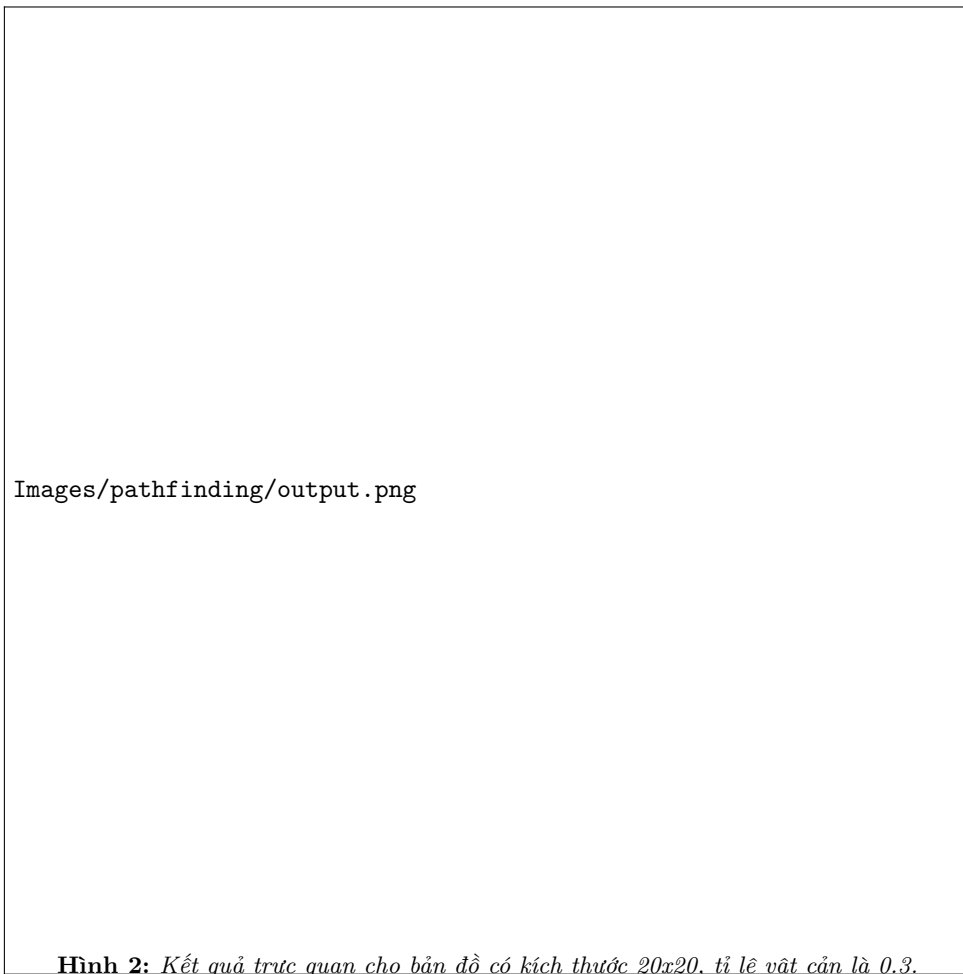 Images/pathfinding/output.png
Hình 2: Kết quả trực quan cho bản đồ có kích thước 20x20, tỉ lệ vật cản là 0.3.